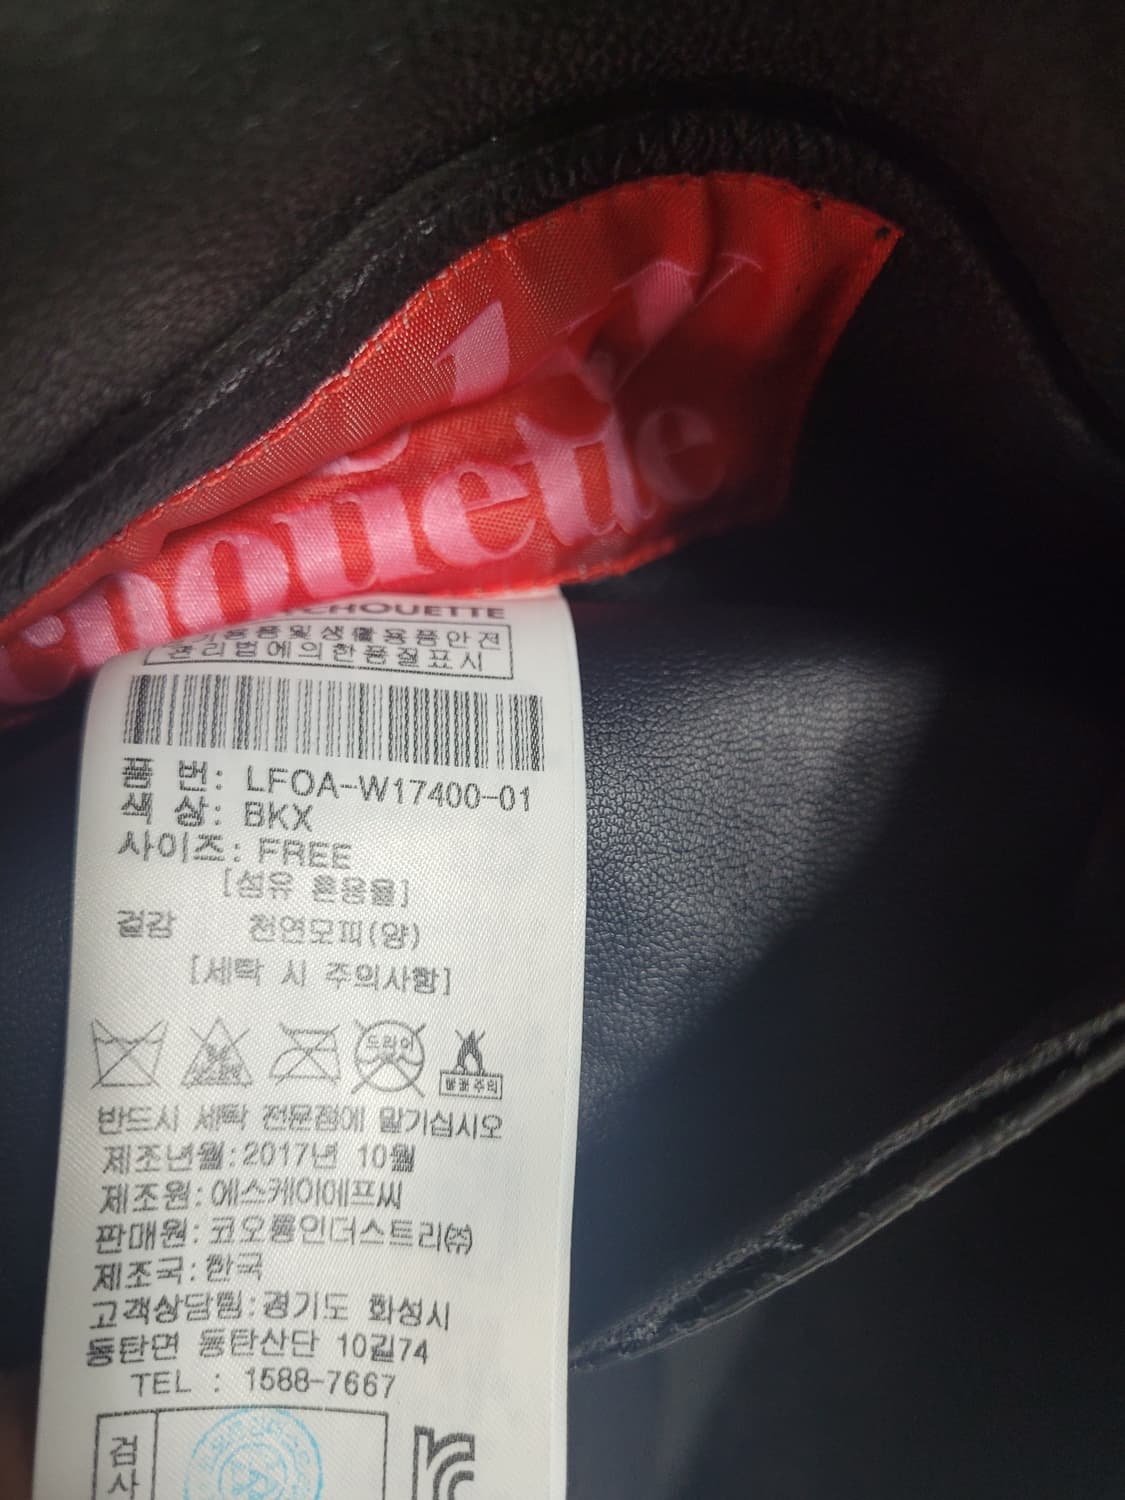 lucky
chouette
CHOUETTE
용품및생활용품안전
관리법에의한품질표시
품 번: LFOA-W17400-01
색 상: BKX
사이즈: FREE
[섬유 혼용율]
겉감 천연모피(양)
[세탁 시 주의사항]
드라이
불꽃주의
반드시 세탁 전문점에 맡기십시오
제조년월:2017년 10월
제조원:에스케이에프씨
판매원:코오롱인더스트리㈜
제조국:한국
고객상담팀:경기도 화성시
동탄면 동탄산단 10길74
TEL : 1588-7667
검
사